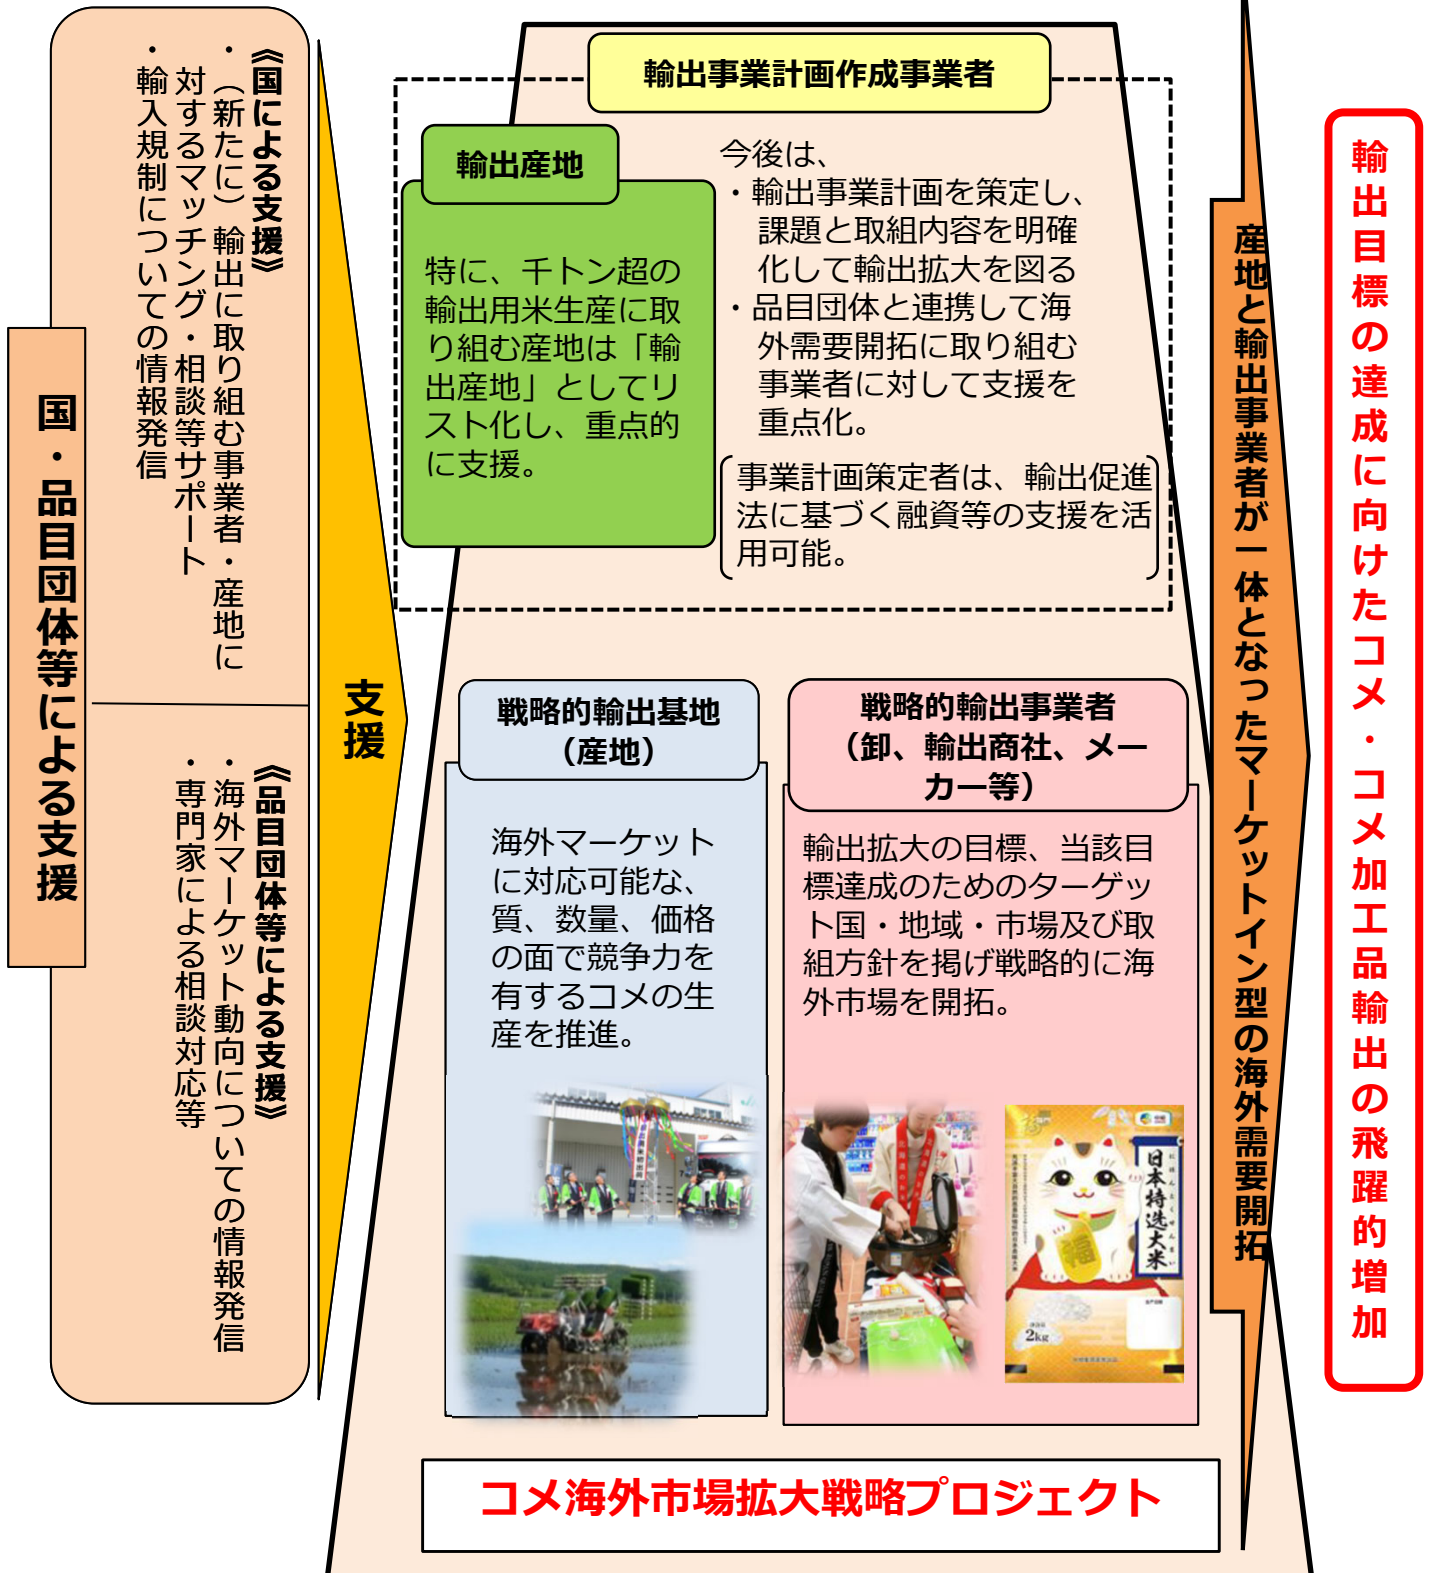 国・品目団体等による支援
《国による支援》
・（新たに）輸出に取り組む事業者・産地に
対するマッチング・相談等サポート
・輸入規制についての情報発信
《品目団体等による支援》
・海外マーケット動向についての情報発信
・専門家による相談対応等
支援
輸出事業計画作成事業者
輸出産地
特に、千トン超の
輸出用米生産に取
り組む産地は「輸
出産地」としてリ
スト化し、重点的
に支援。
今後は、
・輸出事業計画を策定し、
課題と取組内容を明確
化して輸出拡大を図る
・品目団体と連携して海
外需要開拓に取り組む
事業者に対して支援を
重点化。
事業計画策定者は、輸出促進
法に基づく融資等の支援を活
用可能。
戦略的輸出基地
（産地）
海外マーケット
に対応可能な、
質、数量、価格
の面で競争力を
有するコメの生
産を推進。
戦略的輸出事業者
（卸、輸出商社、メー
カー等）
輸出拡大の目標、当該目
標達成のためのターゲッ
ト国・地域・市場及び取
組方針を掲げ戦略的に海
外市場を開拓。
日本特选大米
にほんとくせんまい
福
2kg
コメ海外市場拡大戦略プロジェクト
産地と輸出事業者が一体となったマーケットイン型の海外需要開拓
輸出目標の達成に向けたコメ・コメ加工品輸出の飛躍的増加